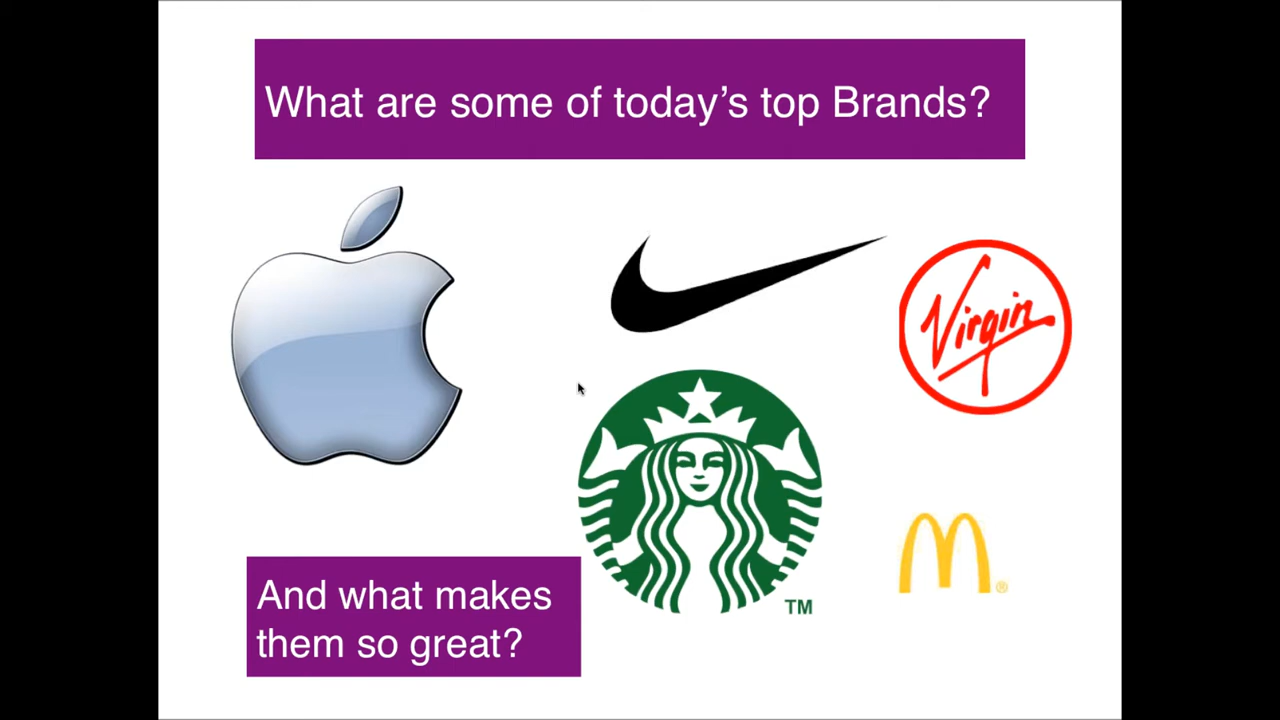 What are some of today's top Brands?
Virgin
TM
®
And what makes
them so great?